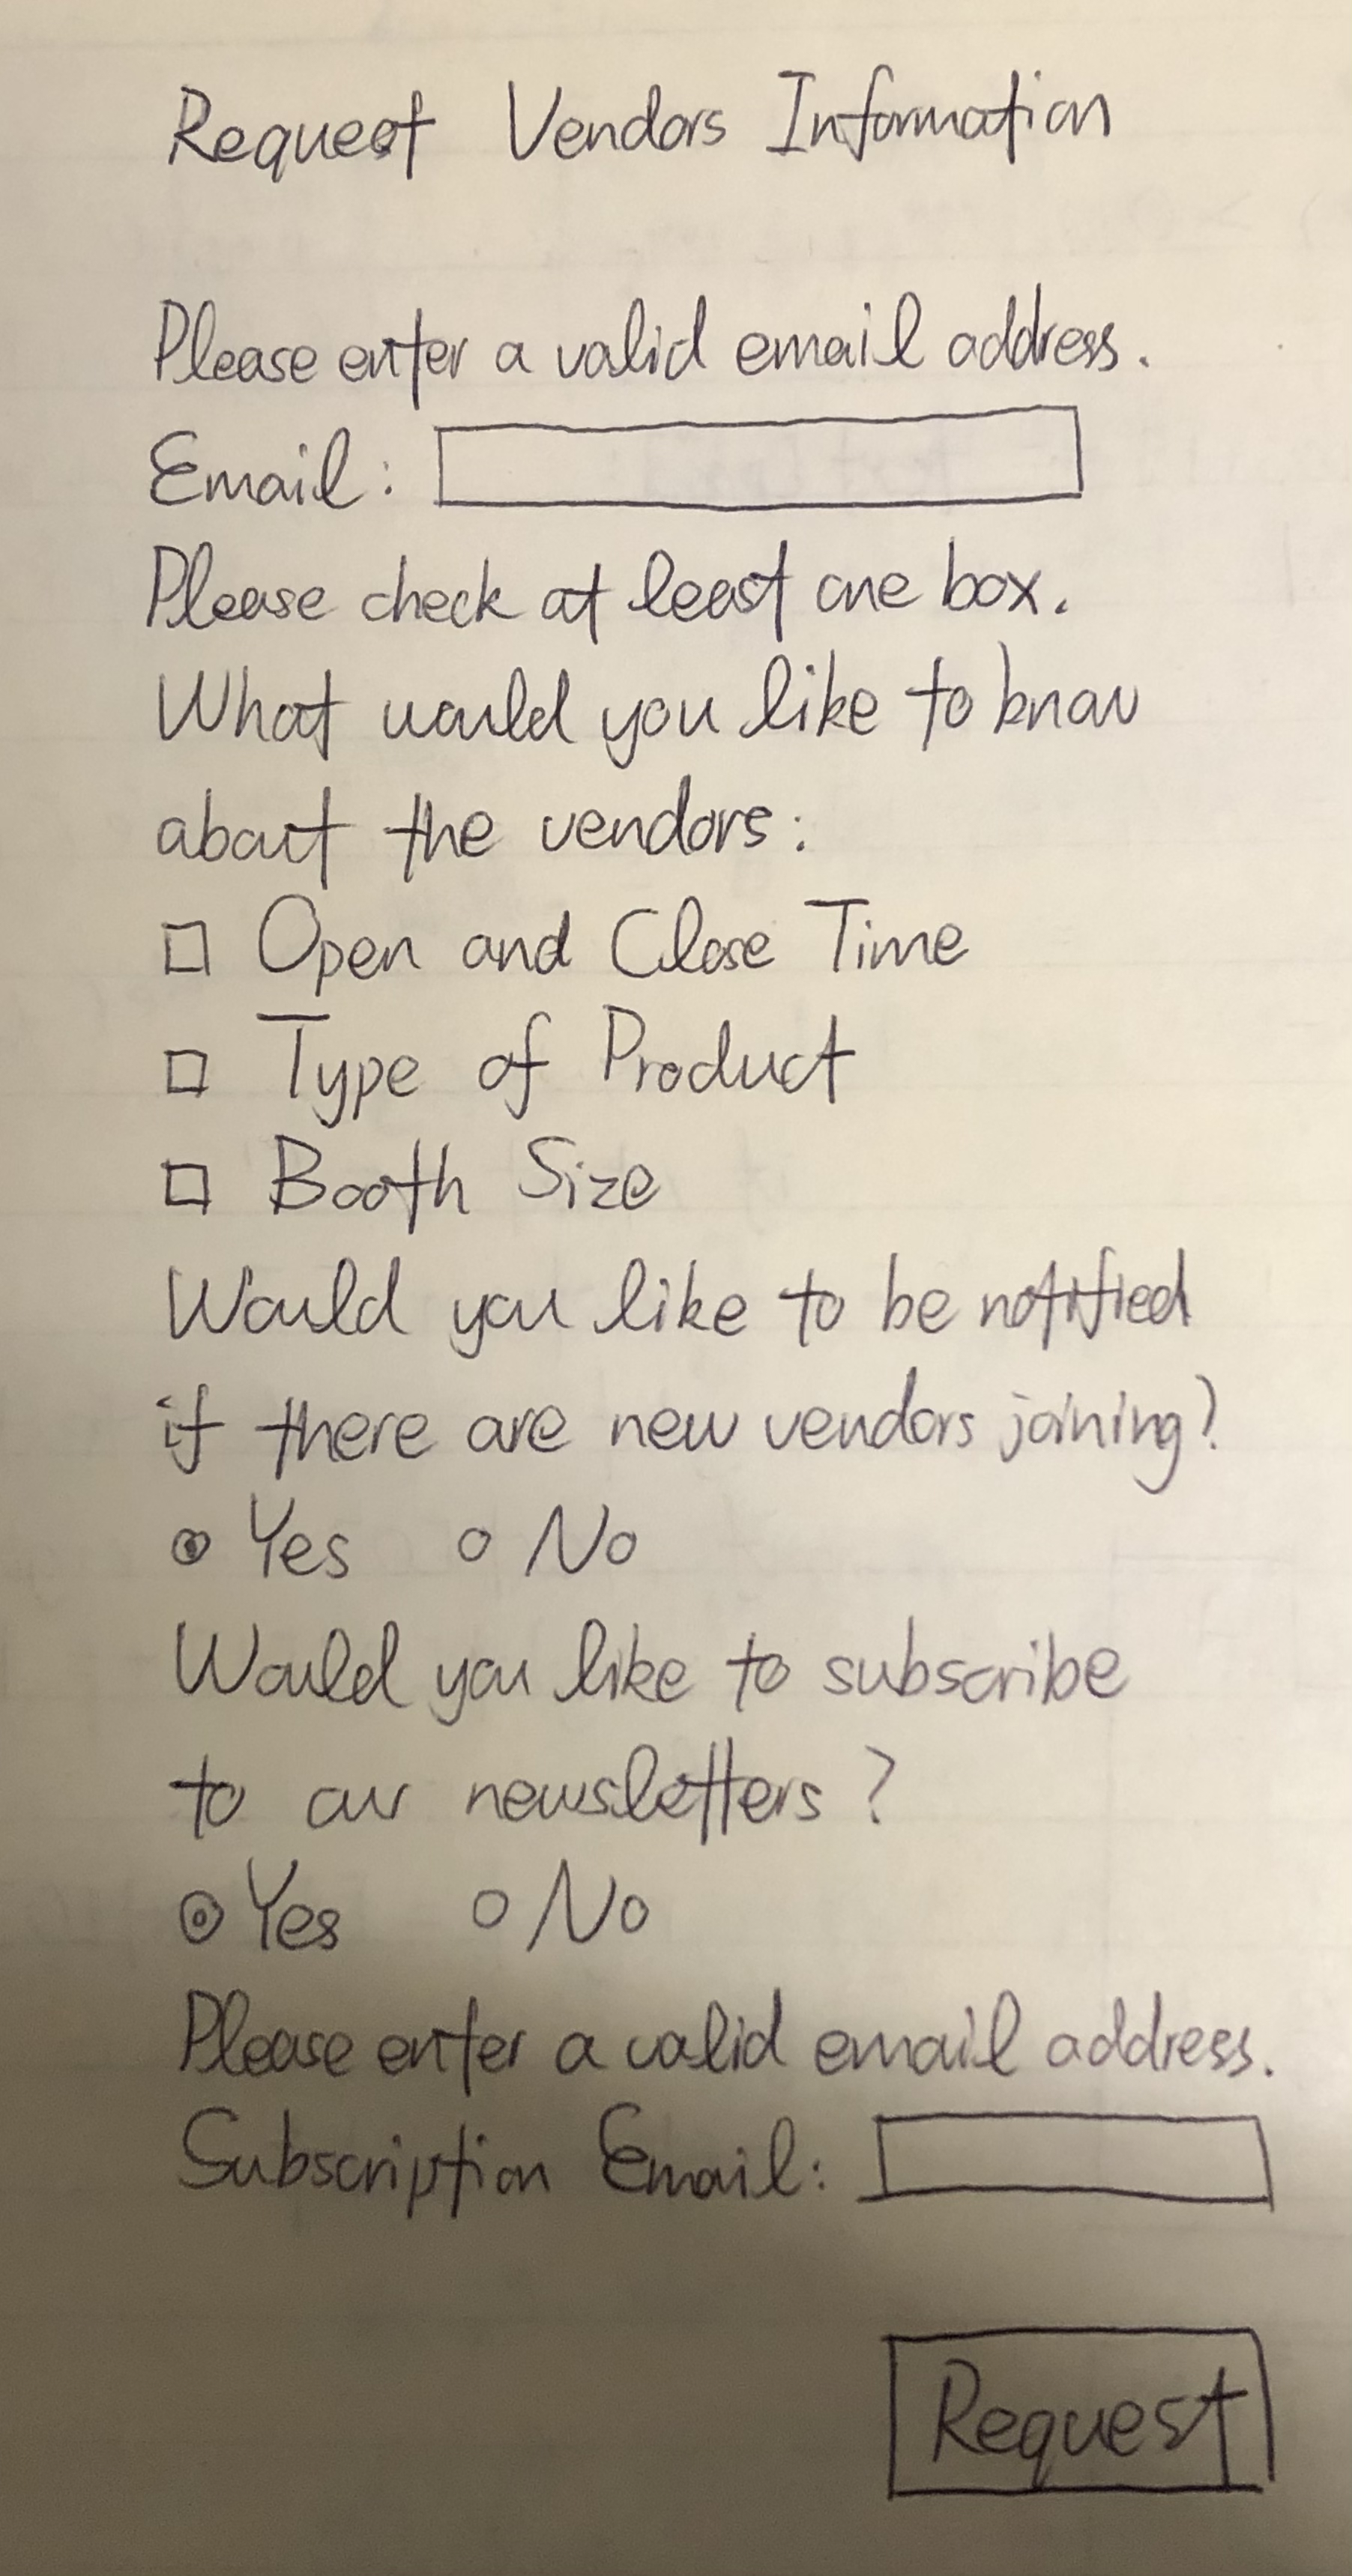 Request Vendors Information
Please enter a valid email address.
Email:
Please check at least one box.
What would you like to know
about the vendors:
Open and Close Time
Type of Product
Booth Size
Would you like to be notified
if there are new vendors joining?
Yes No
Would you like to subscribe
to our newsletters?
Yes No
Please enter a valid email address.
Subscription Email:
Request